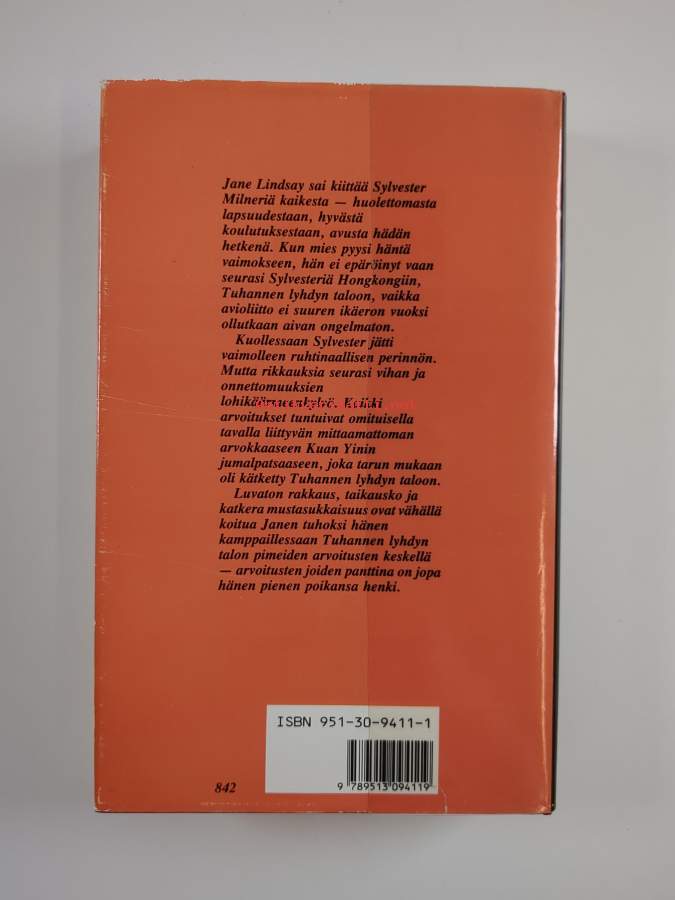 Jane Lindsay sai kiittää Sylvester
Milneriä kaikesta — huolettomasta
lapsuudestaan, hyvästä
koulutuksestaan, avusta hädän
hetkenä. Kun mies pyysi häntä
vaimokseen, hän ei epäröinyt vaan
seurasi Sylvesteriä Hongkongiin,
Tuhannen lyhdyn taloon, vaikka
avioliitto ei suuren ikäeron vuoksi
ollutkaan aivan ongelmaton.
Kuollessaan Sylvester jätti
vaimolleen ruhtinaallisen perinnön.
Mutta rikkauksia seurasi vihan ja
onnettomuuksien
lohikäärmeenkylvö. Kaikki
arvoitukset tuntuivat omituisella
tavalla liittyvän mittaamattoman
arvokkaaseen Kuan Yinin
jumalpatsaaseen, joka tarun mukaan
oli kätketty Tuhannen lyhdyn taloon.
Luvaton rakkaus, taikausko ja
katkera mustasukkaisuus ovat vähällä
koitua Janen tuhoksi hänen
kamppaillessaan Tuhannen lyhdyn
talon pimeiden arvoitusten keskellä
— arvoitusten joiden panttina on jopa
hänen pienen poikansa henki.
ISBN 951-30-9411-1
9 789513 094119
842